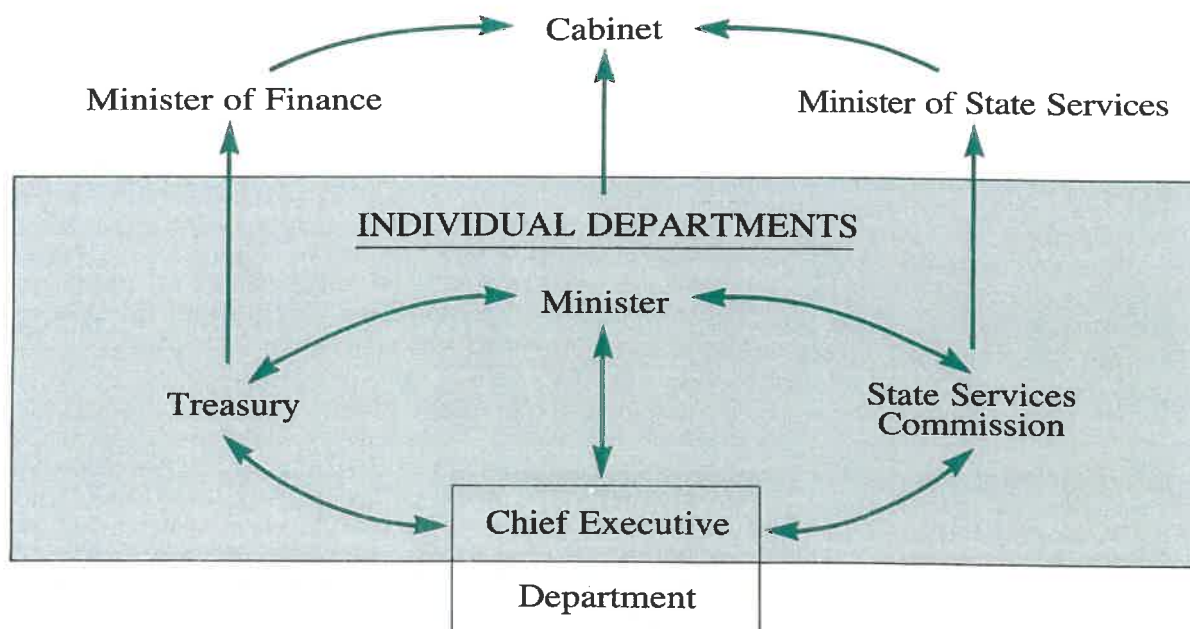 Cabinet
Minister of Finance
Minister of State Services
INDIVIDUAL DEPARTMENTS
Minister
Treasury
State Services
Commission
Chief Executive
Department